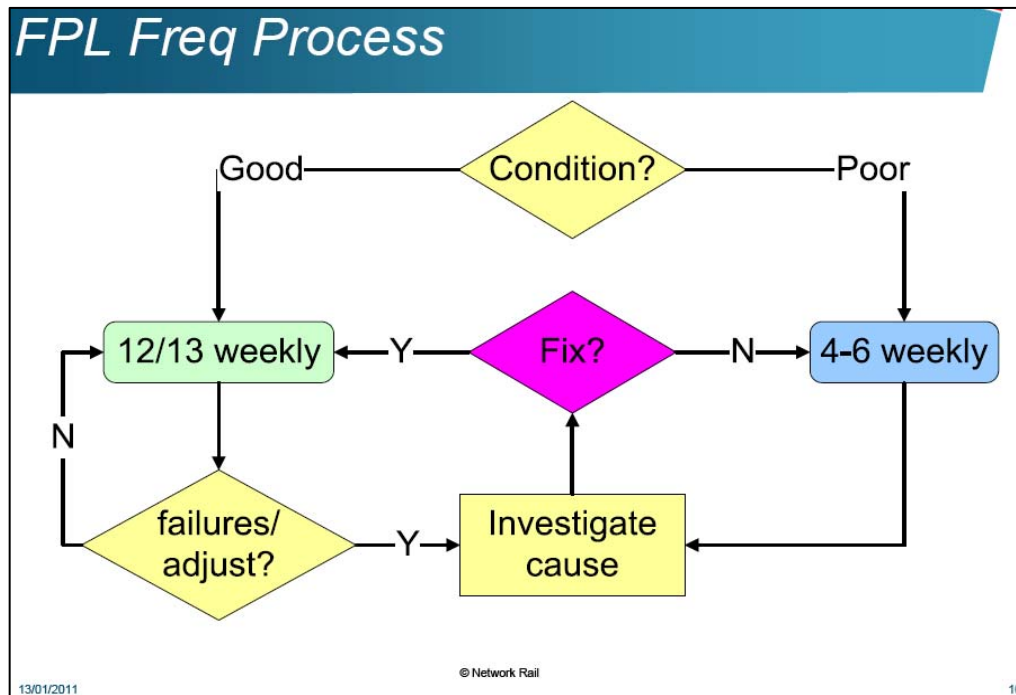 FPL Freq Process
Good
Condition?
Poor
12/13 weekly
Y
Fix?
N
4-6 weekly
N
failures/
adjust?
Y
Investigate
cause
© Network Rail
13/01/2011